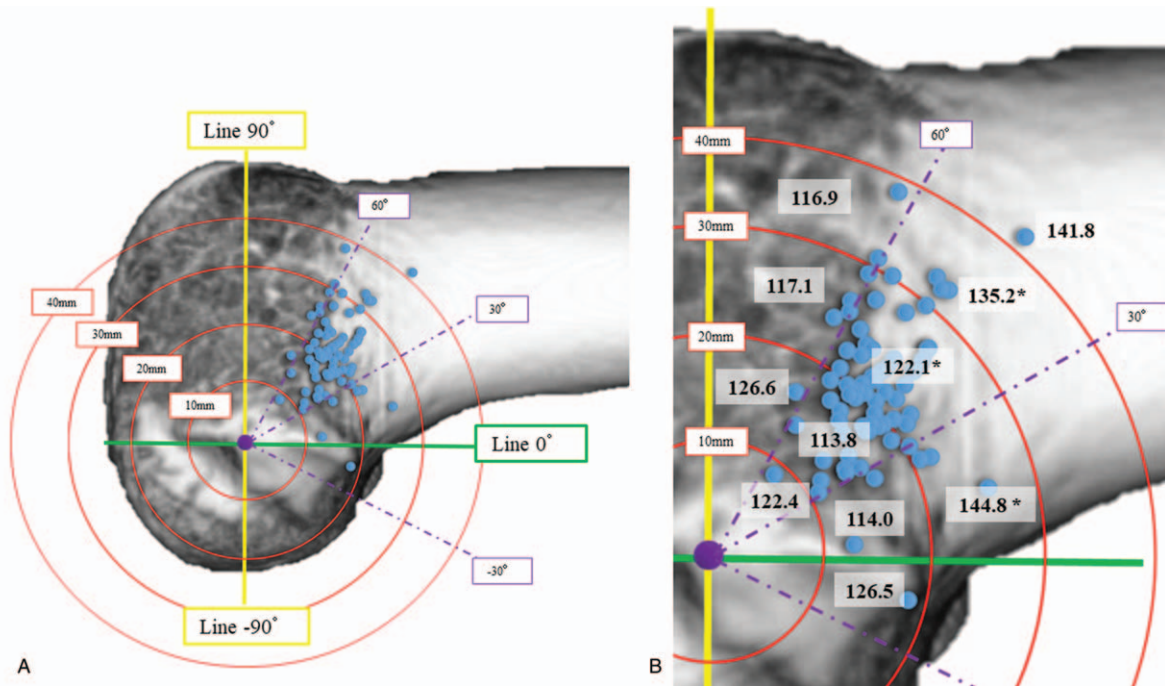 Line 90˚
60˚
40mm
30mm
30˚
20mm
10mm
Line 0˚
-30˚
Line -90˚
A
60˚
40mm
116.9
30mm
141.8
117.1
135.2*
30˚
20mm
122.1*
126.6
10mm
113.8
122.4
114.0
144.8 *
126.5
B